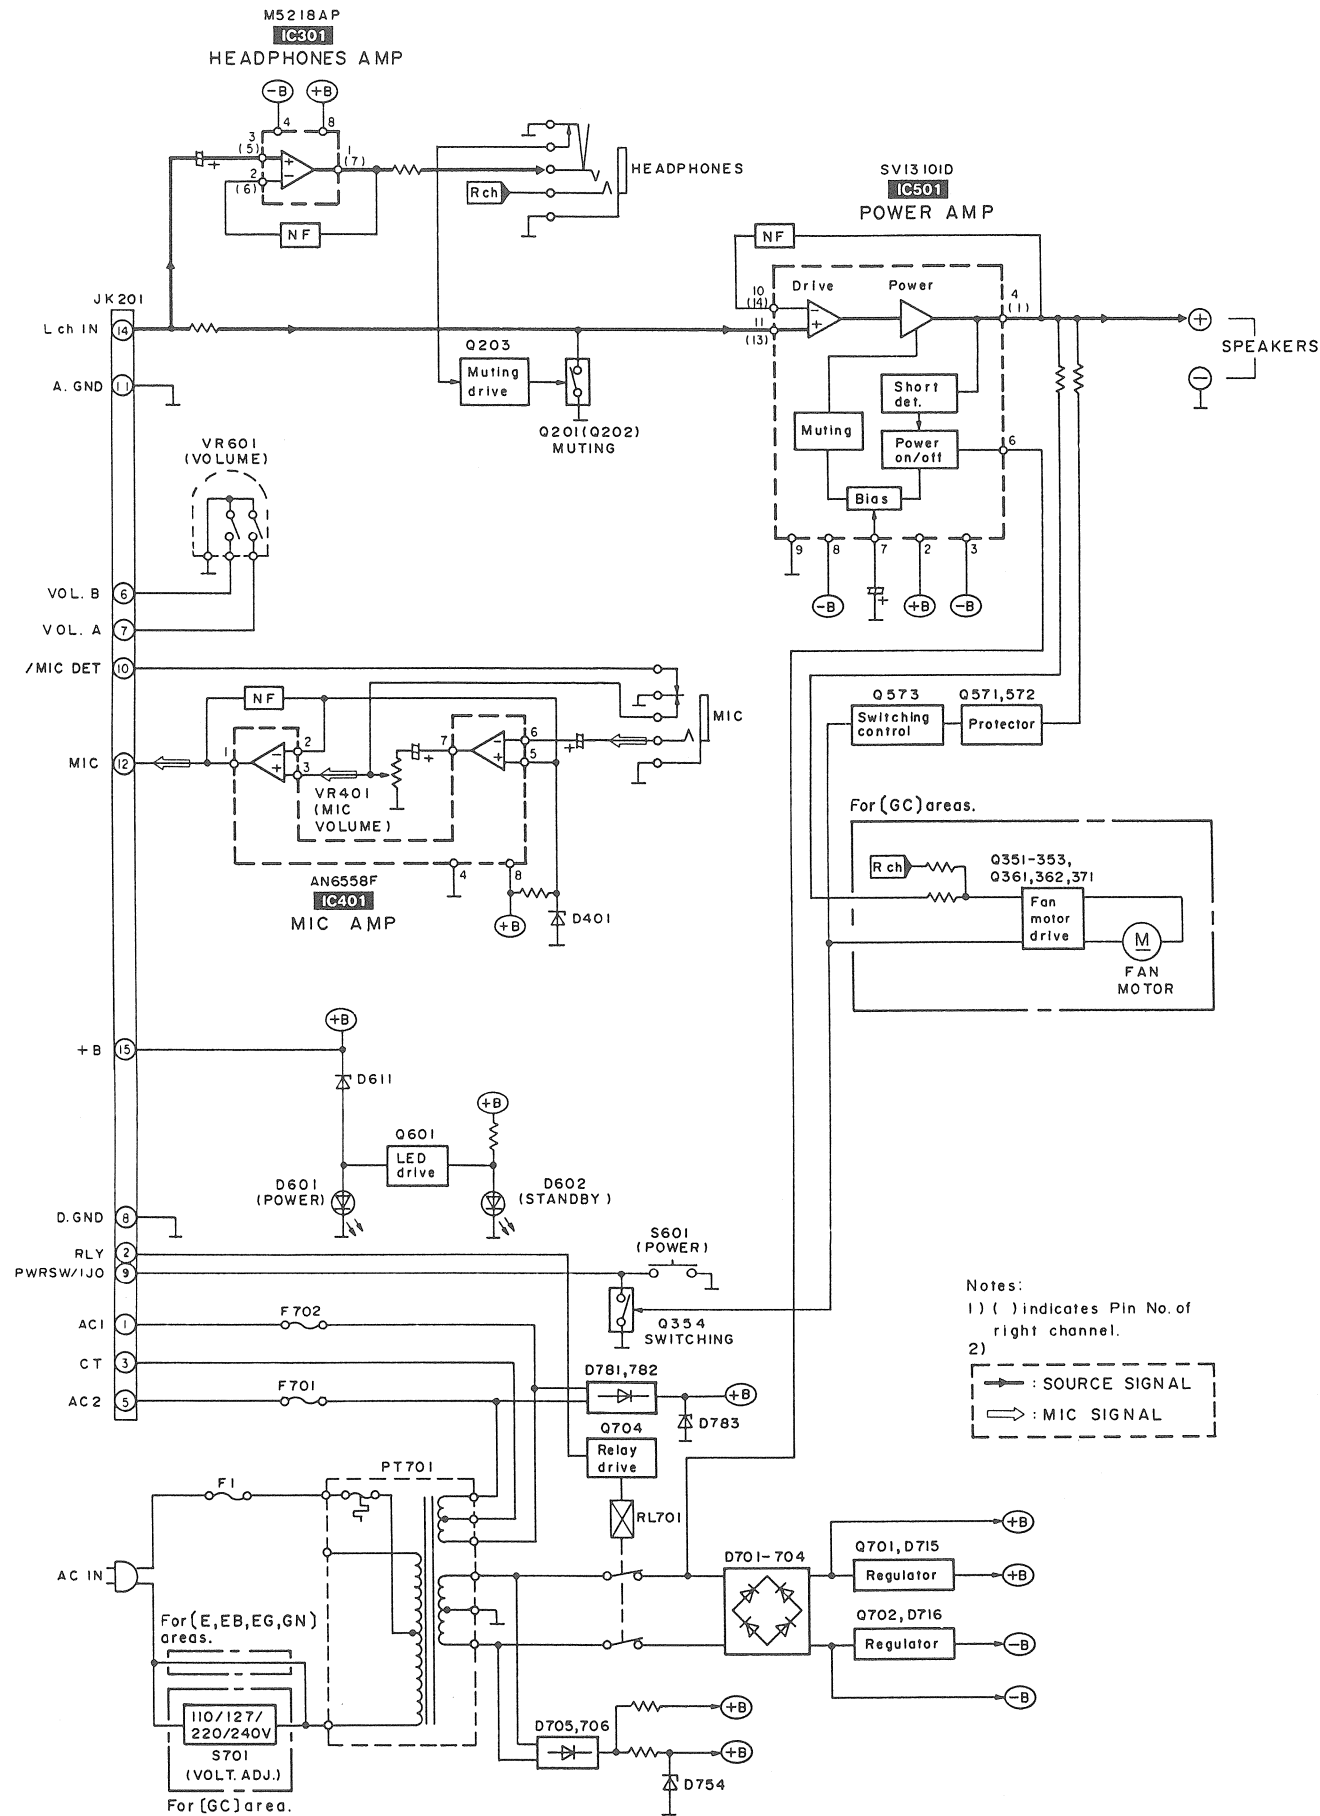 M5218AP
IC301
HEADPHONES AMP
-B
+B
4
8
3
(5)
+
1
(7)
2
(6)
NF
Rch
HEADPHONES
SV13101D
IC501
POWER AMP
NF
Drive
Power
10
(14)
11
(13)
4
(1)
SPEAKERS
Short
det.
Muting
Power
on/off
6
Bias
9
8
7
2
3
-B
+B
-B
JK201
L ch IN
14
A. GND
11
Q203
Muting
drive
Q201(Q202)
MUTING
VR601
(VOLUME)
VOL. B
6
VOL. A
7
/MIC DET
10
NF
MIC
MIC
12
1
2
3
7
6
5
VR401
(MIC
VOLUME)
4
8
AN6558F
IC401
MIC AMP
+B
D401
Q573
Switching
control
Q571,572
Protector
For(GC)areas.
Rch
Q351-353,
Q361,362,371
Fan
motor
drive
M
FAN
MOTOR
+B
+B
15
D611
+B
Q601
LED
drive
D601
(POWER)
D602
(STANDBY)
D.GND
8
RLY
2
PWRSW/IJO
9
S601
(POWER)
AC1
1
F702
Q354
SWITCHING
CT
3
AC2
5
F701
D781,782
+B
D783
Q704
Relay
drive
RL701
Notes:
1) ( )indicates Pin No. of
right channel.
2)
: SOURCE SIGNAL
: MIC SIGNAL
F1
PT701
AC IN
D701-704
+B
Q701,D715
Regulator
+B
Q702,D716
Regulator
-B
-B
For(E,EB,EG,GN)
areas.
110/127/
220/240V
S701
(VOLT. ADJ.)
For[GC]area.
D705,706
+B
+B
D754